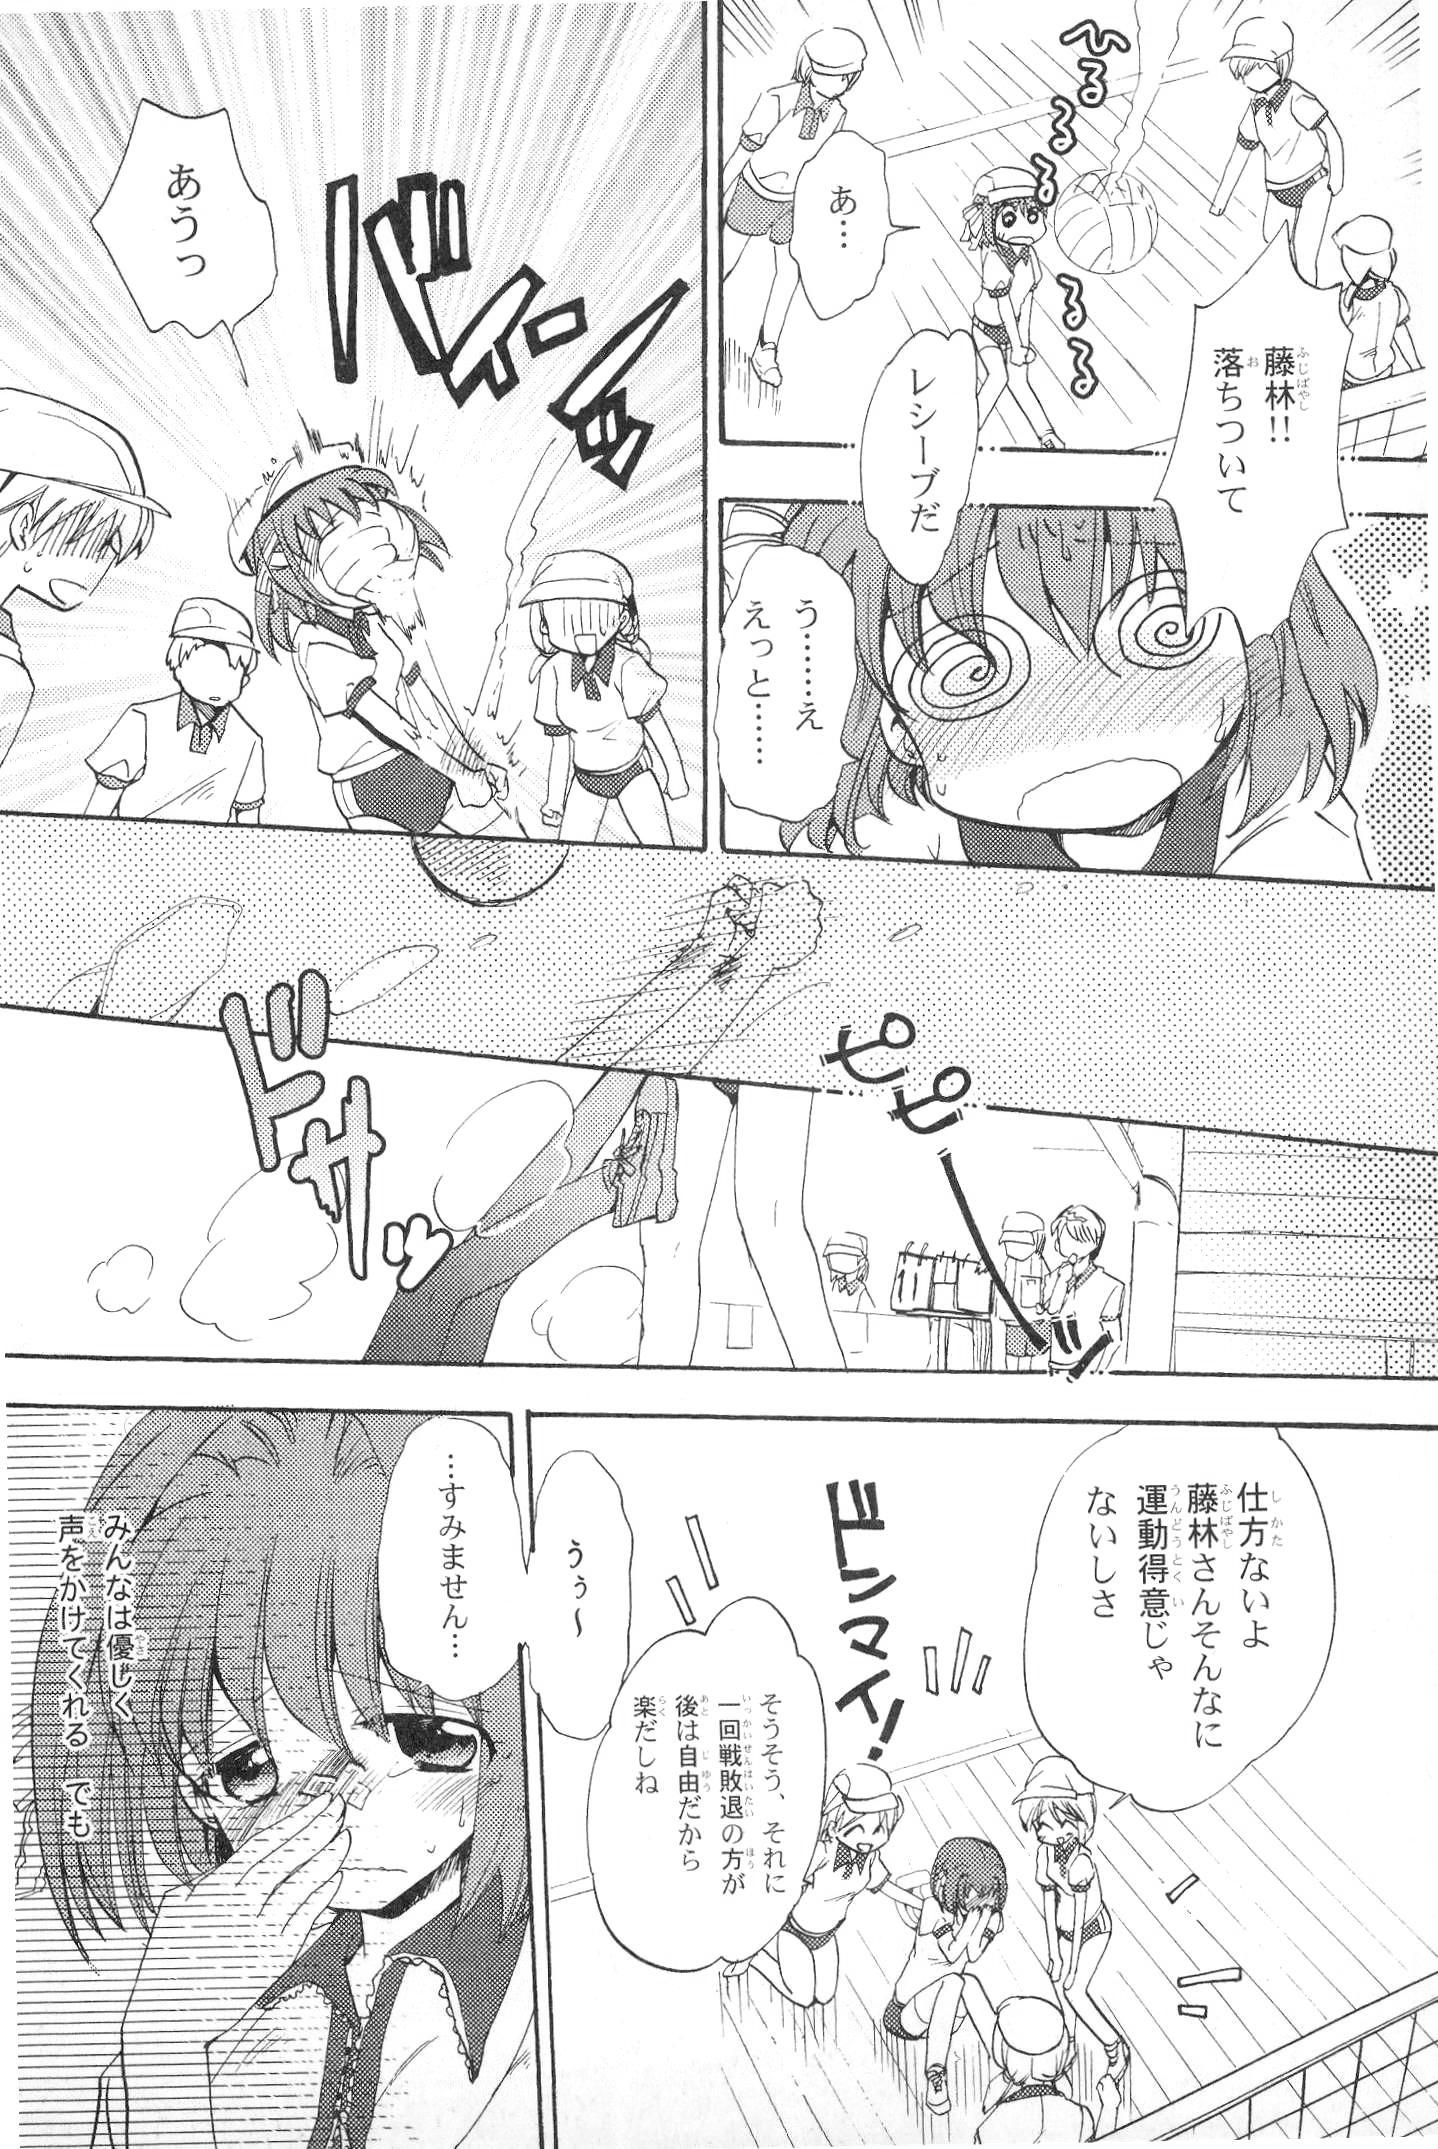 ひるるる
るるる
あ…
藤林!!
落ちついて
レシーブだ
う……え
えっと……
ババィーンッ
あうっ
ピピーッ
ドサッ
仕方ないよ
藤林さんそんなに
運動得意じゃ
ないしさ
ドンマイ!
そうそう、それに
一回戦敗退の方が
後は自由だから
楽だしね
うぅ〜
…すみません…
みんなは優しく
声をかけてくれる でも